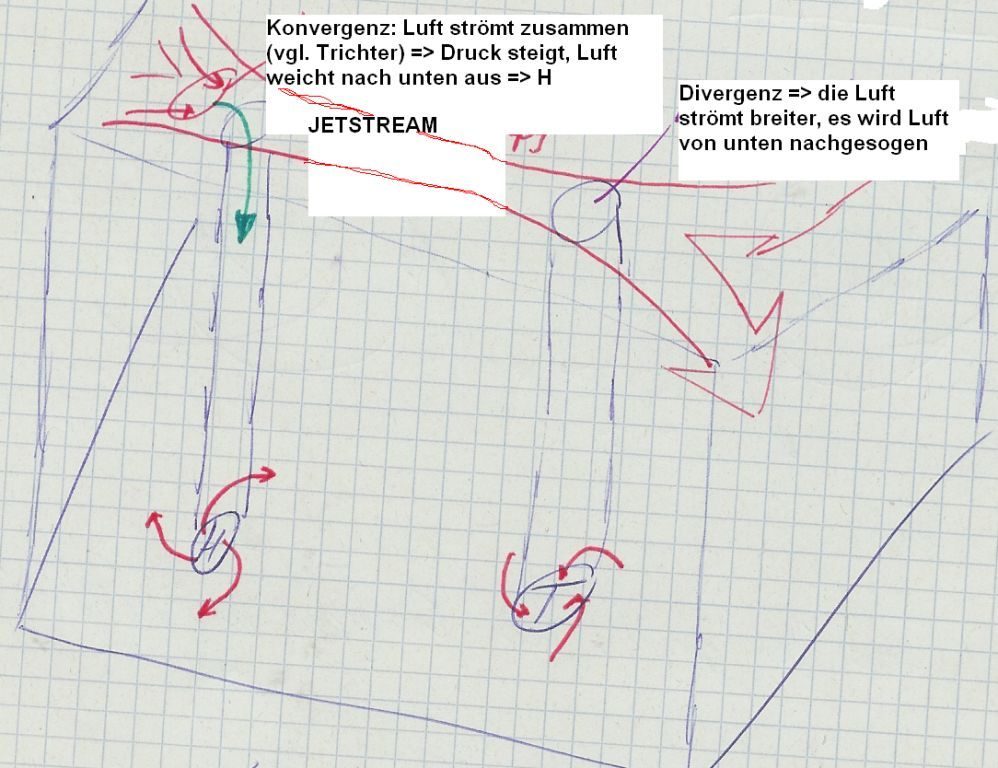 Konvergenz: Luft strömt zusammen
(vgl. Trichter) => Druck steigt, Luft
weicht nach unten aus => H
Divergenz => die Luft
strömt breiter, es wird Luft
von unten nachgesogen
JETSTREAM
H
T